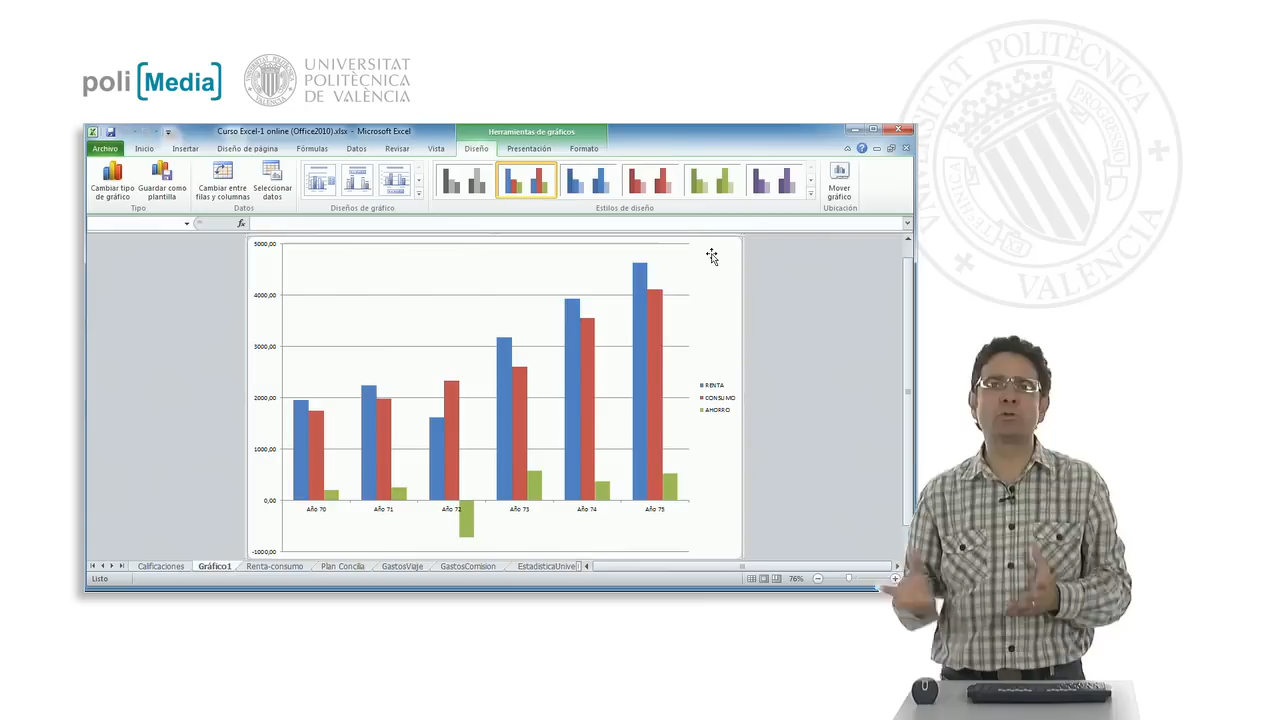 poli [Media]
UNIVERSITAT
POLITÈCNICA
DE VALÈNCIA
UNIVERSITAT POLITÈCNICA
VALÈNCIA
Curso Excel-1 online (Office2010).xlsx - Microsoft Excel
Herramientas de gráficos
Archivo Inicio Insertar Diseño de página Fórmulas Datos Revisar Vista Diseño Presentación Formato
Cambiar tipo de gráfico
Guardar como plantilla
Cambiar entre filas y columnas
Seleccionar datos
Mover gráfico
Tipo Datos Diseños de gráfico Estilos de diseño Ubicación
fx
5000,00
4000,00
3000,00
2000,00
1000,00
0,00
-1000,00
Año 70 Año 71 Año 72 Año 73 Año 74 Año 75
RENTA
CONSUMO
AHORRO
Calificaciones Gráfico1 Renta-consumo Plan Concilia GastosViaje GastosComision EstadisticaUnive
Listo 76%